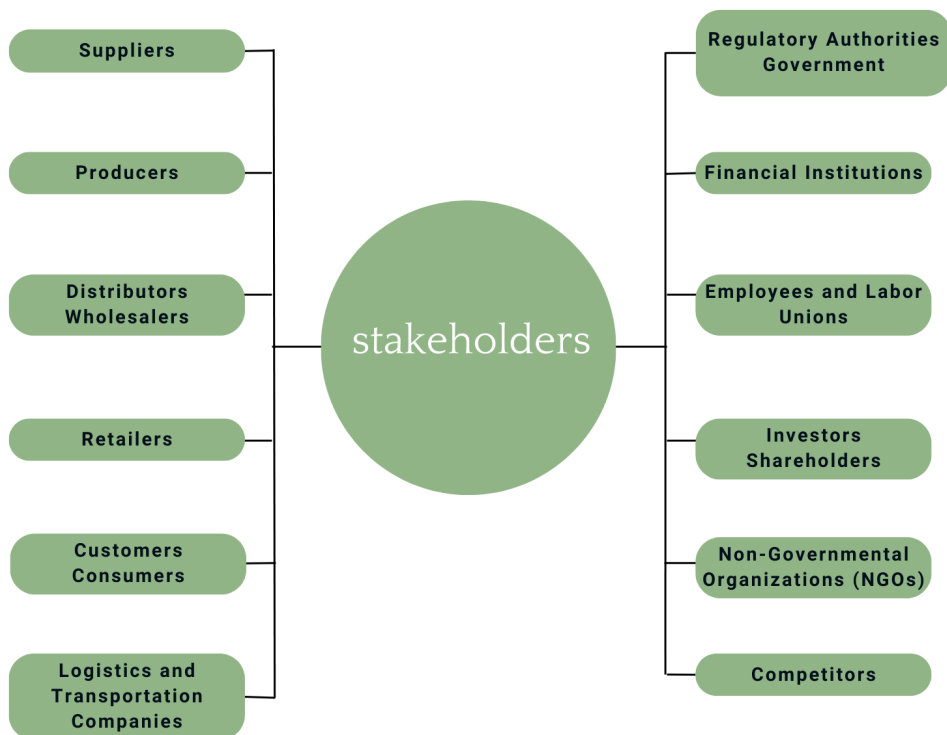 Suppliers
Producers
Distributors
Wholesalers
Retailers
Customers
Consumers
Logistics and
Transportation
Companies
stakeholders
Regulatory Authorities
Government
Financial Institutions
Employees and Labor
Unions
Investors
Shareholders
Non-Governmental
Organizations (NGOs)
Competitors